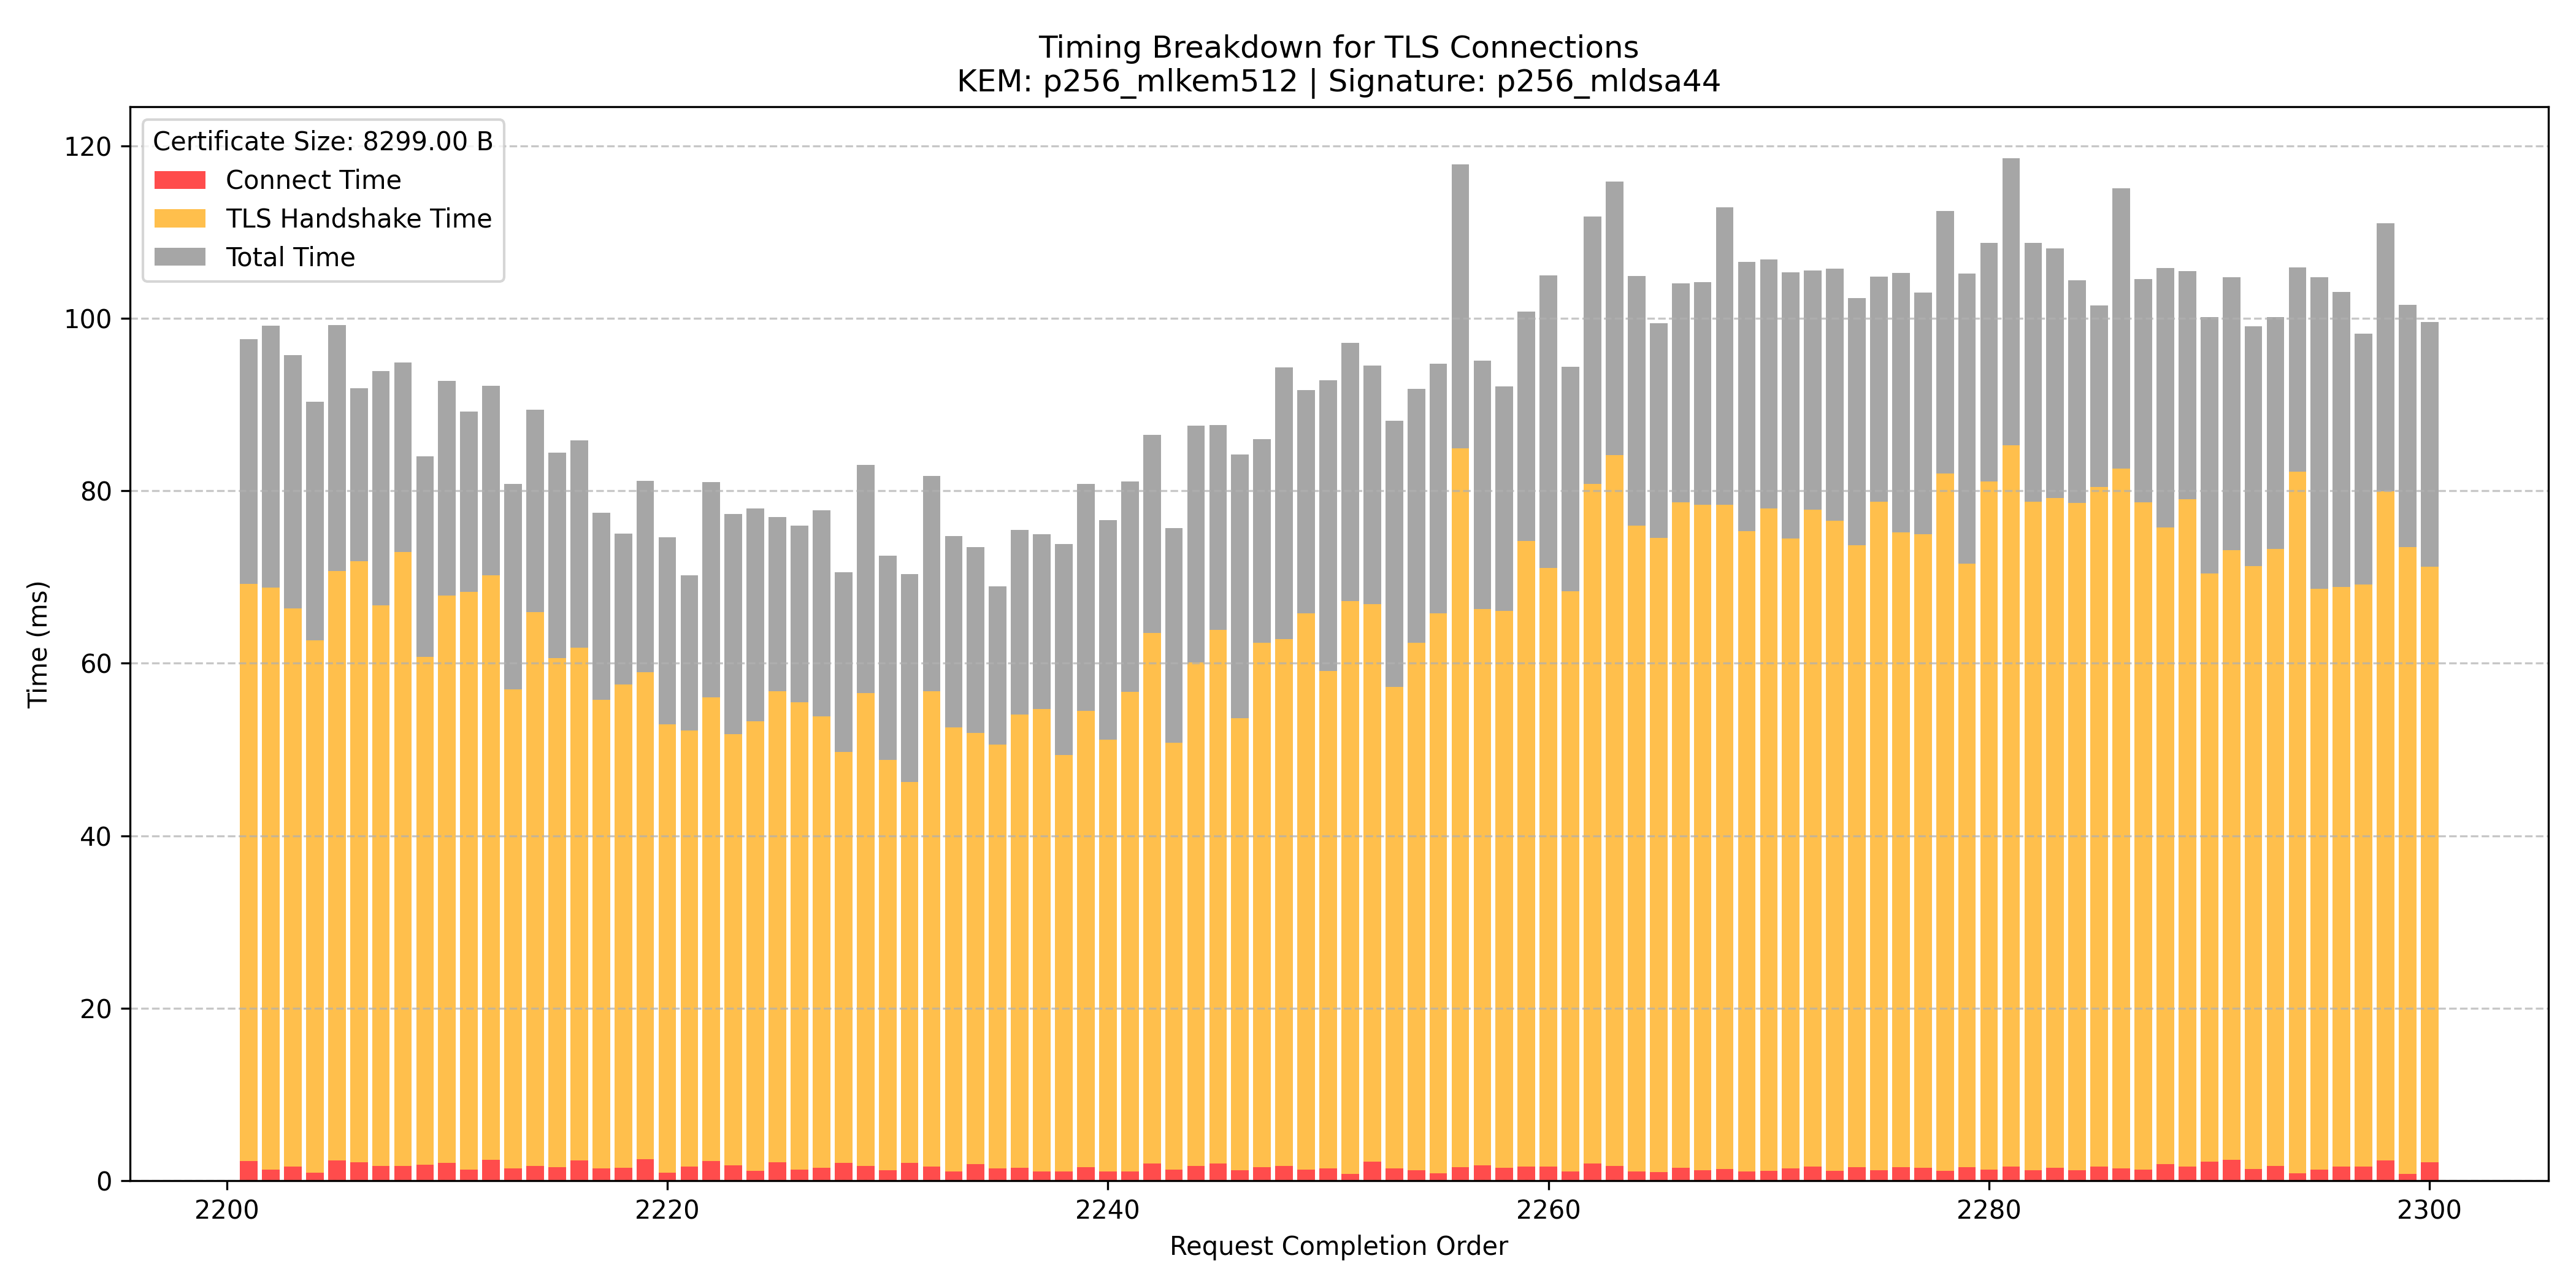 Timing Breakdown for TLS Connections
KEM: p256_mlkem512 | Signature: p256_mldsa44
Certificate Size: 8299.00 B
Connect Time
TLS Handshake Time
Total Time
Time (ms)
120
100
80
60
40
20
0
2200 2220 2240 2260 2280 2300
Request Completion Order